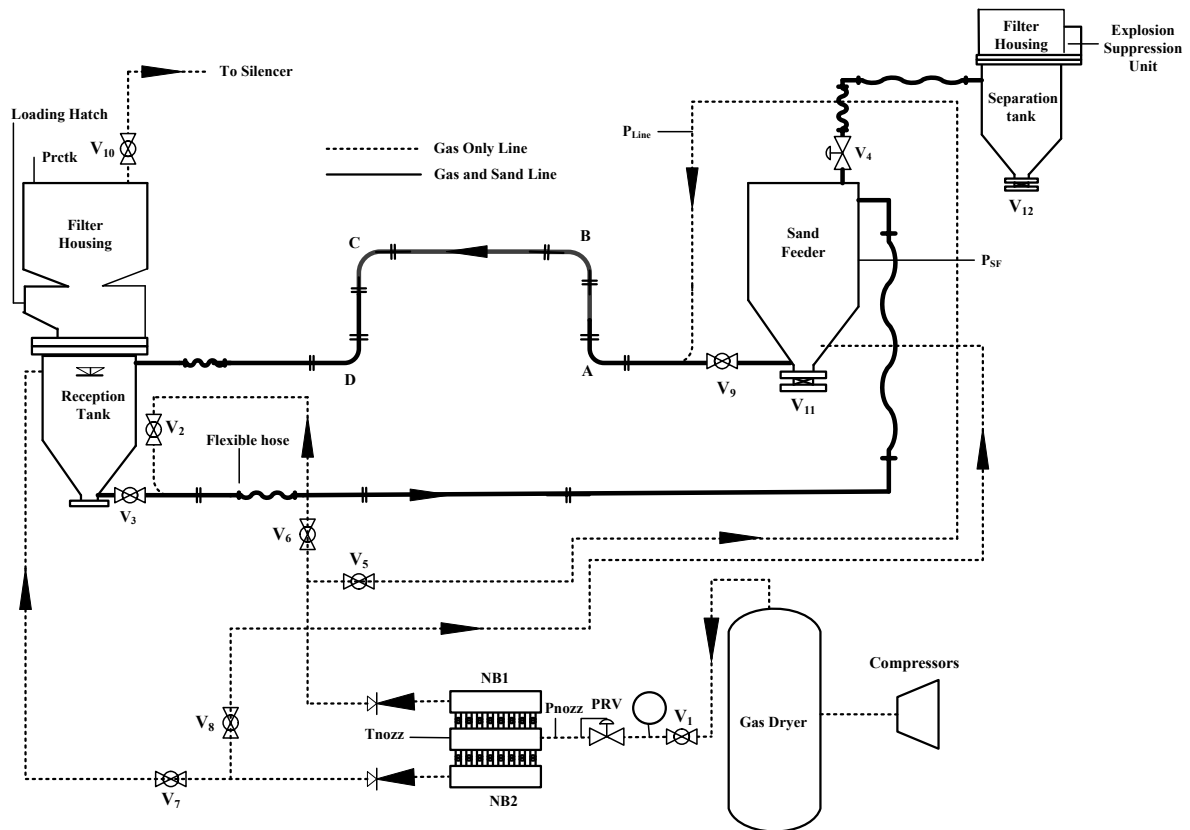 Filter
Housing
Explosion
Suppression
Unit
To Silencer
Separation
tank
Loading Hatch
V10
PLine
V4
Prctk
Gas Only Line
Gas and Sand Line
V12
Filter
Housing
C
B
Sand
Feeder
PSF
D
A
V9
V11
Reception
Tank
V2
Flexible hose
V3
V6
V5
Compressors
NB1
Pnozz
PRV
V1
Gas Dryer
V8
Tnozz
V7
NB2